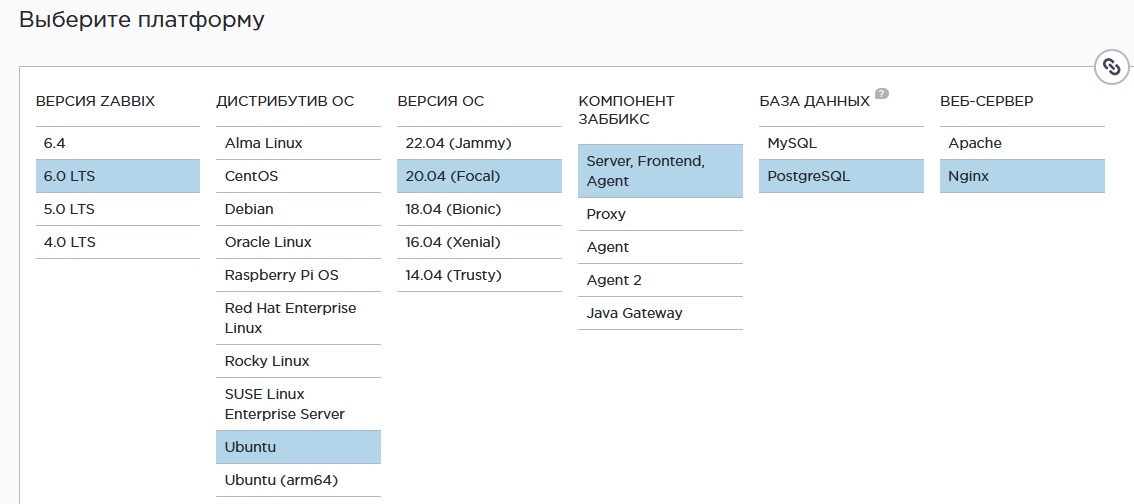 Выберите платформу
ВЕРСИЯ ZABBIX
6.4
6.0 LTS
5.0 LTS
4.0 LTS
ДИСТРИБУТИВ ОС
Alma Linux
CentOS
Debian
Oracle Linux
Raspberry Pi OS
Red Hat Enterprise
Linux
Rocky Linux
SUSE Linux
Enterprise Server
Ubuntu
Ubuntu (arm64)
ВЕРСИЯ ОС
22.04 (Jammy)
20.04 (Focal)
18.04 (Bionic)
16.04 (Xenial)
14.04 (Trusty)
КОМПОНЕНТ
ЗАББИКС
Server, Frontend,
Agent
Proxy
Agent
Agent 2
Java Gateway
БАЗА ДАННЫХ ?
MySQL
PostgreSQL
ВЕБ-СЕРВЕР
Apache
Nginx